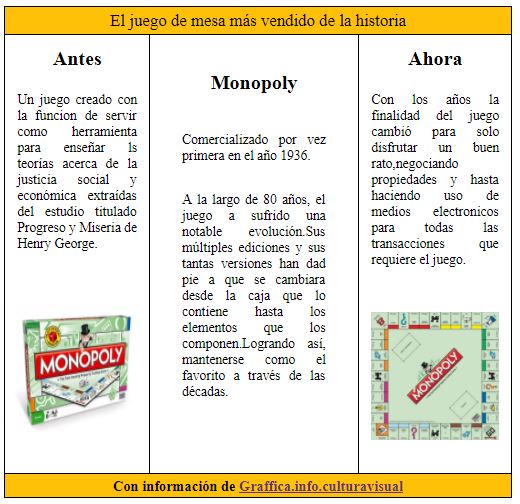 El juego de mesa más vendido de la historia
Antes
Un juego creado con
la funcion de servir
como herramienta
para enseñar ls
teorías acerca de la
justicia social y
económica extraídas
del estudio titulado
Progreso y Miseria de
Henry George.
MONOPOLY
Monopoly
Comercializado por vez
primera en el año 1936.
A la largo de 80 años, el
juego a sufrido una
notable evolución.Sus
múltiples ediciones y sus
tantas versiones han dad
pie a que se cambiara
desde la caja que lo
contiene hasta los
elementos que los
componen.Logrando así,
mantenerse como el
favorito a través de las
décadas.
Ahora
Con los años la
finalidad del juego
cambió para solo
disfrutar un buen
rato,negociando
propiedades y hasta
haciendo uso de
medios electronicos
para todas las
transacciones que
requiere el juego.
MONOPOLY
Con información de Graffica.info.culturavisual